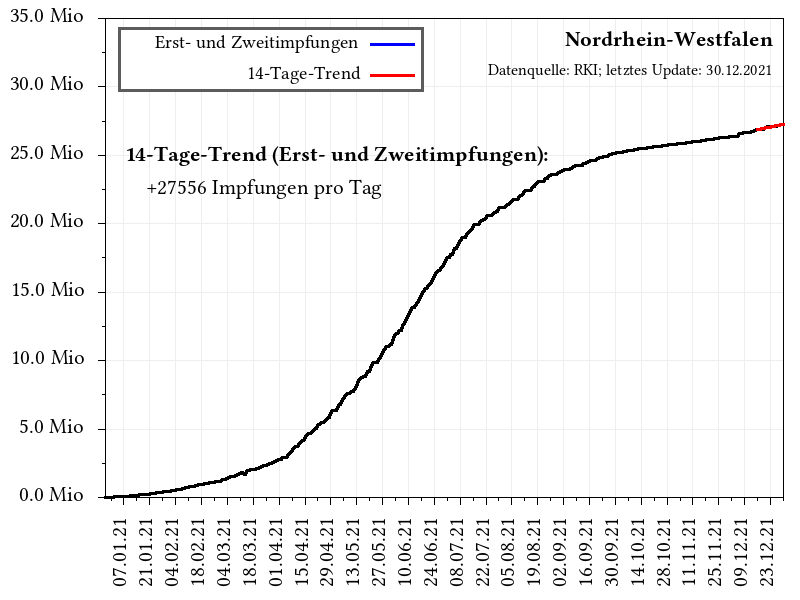 35.0 Mio
30.0 Mio
25.0 Mio
20.0 Mio
15.0 Mio
10.0 Mio
5.0 Mio
0.0 Mio
Erst- und Zweitimpfungen
14-Tage-Trend
Nordrhein-Westfalen
Datenquelle: RKI; letztes Update: 30.12.2021
14-Tage-Trend (Erst- und Zweitimpfungen):
+27556 Impfungen pro Tag
07.01.21
21.01.21
04.02.21
18.02.21
04.03.21
18.03.21
01.04.21
15.04.21
29.04.21
13.05.21
27.05.21
10.06.21
24.06.21
08.07.21
22.07.21
05.08.21
19.08.21
02.09.21
16.09.21
30.09.21
14.10.21
28.10.21
11.11.21
25.11.21
09.12.21
23.12.21